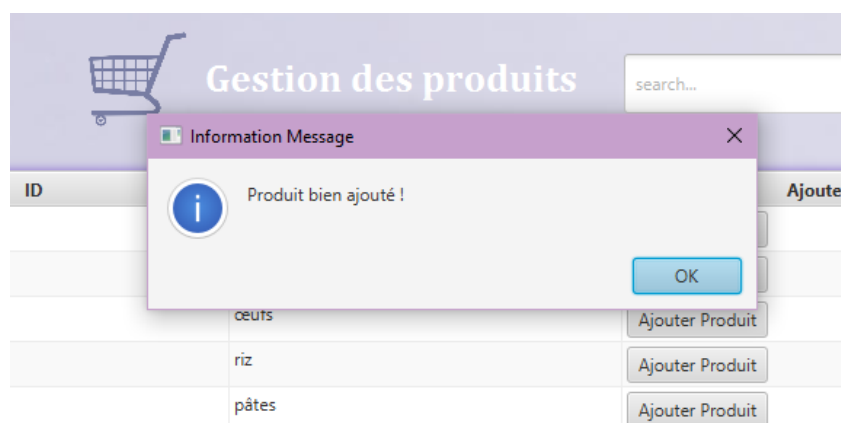 Gestion des produits
search...
Information Message
ID
Produit bien ajouté !
OK
œufs
Ajouter Produit
riz
Ajouter Produit
pâtes
Ajouter Produit